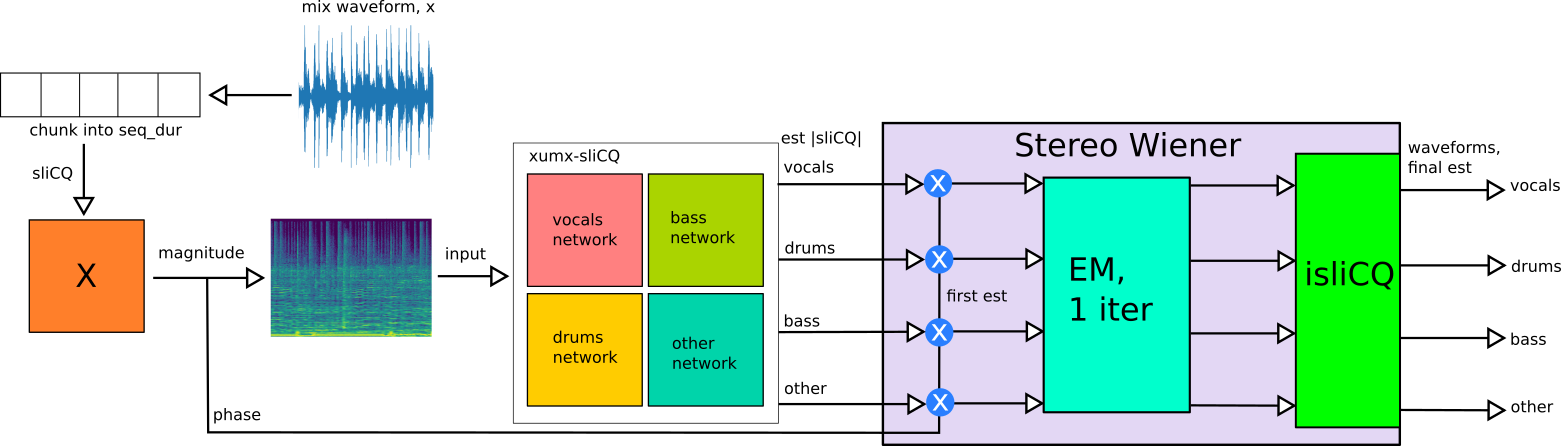 mix waveform, x
chunk into seq_dur
sliCQ
X
magnitude
input
phase
xumx-sliCQ
vocals
network
bass
network
drums
network
other
network
est |sliCQ|
vocals
drums
bass
other
Stereo Wiener
X
X
X
X
first est
EM,
1 iter
isliCQ
waveforms,
final est
vocals
drums
bass
other